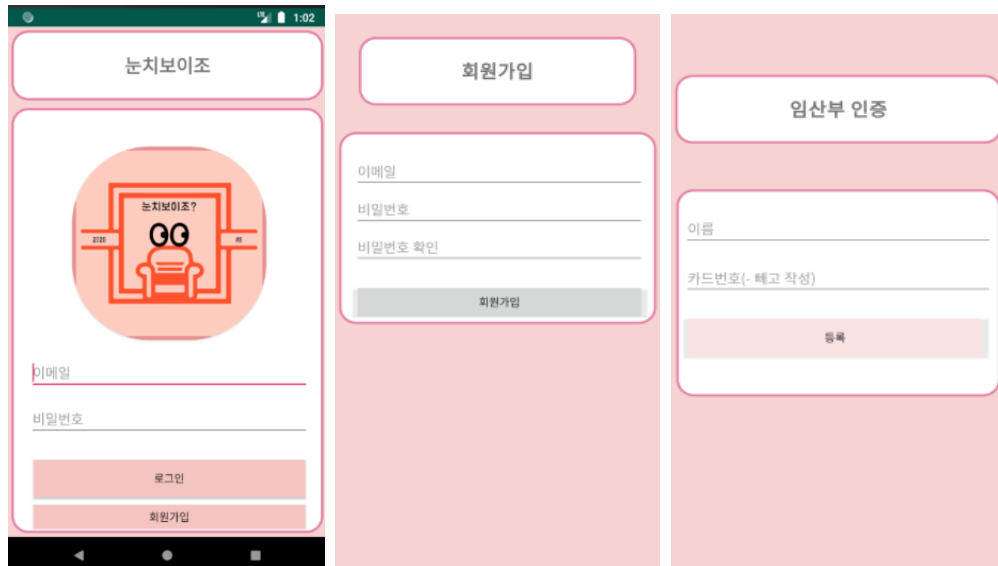 1:02
눈치보이조
눈치보이조?
2020
이메일
비밀번호
로그인
회원가입
회원가입
이메일
비밀번호
비밀번호 확인
회원가입
임산부 인증
이름
카드번호(- 빼고 작성)
등록